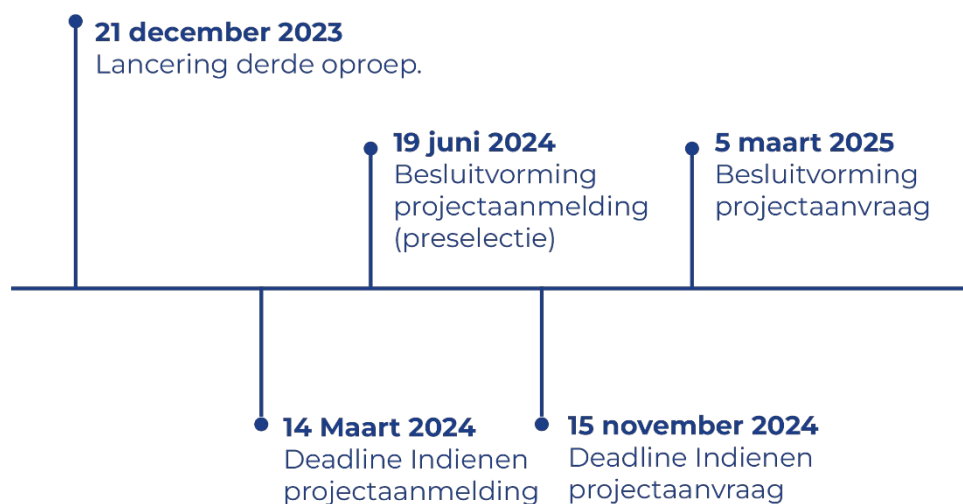 21 december 2023
Lancering derde oproep.
19 juni 2024
Besluitvorming
projectaanmelding
(preselectie)
5 maart 2025
Besluitvorming
projectaanvraag
14 Maart 2024
Deadline Indienen
projectaanmelding
15 november 2024
Deadline Indienen
projectaanvraag